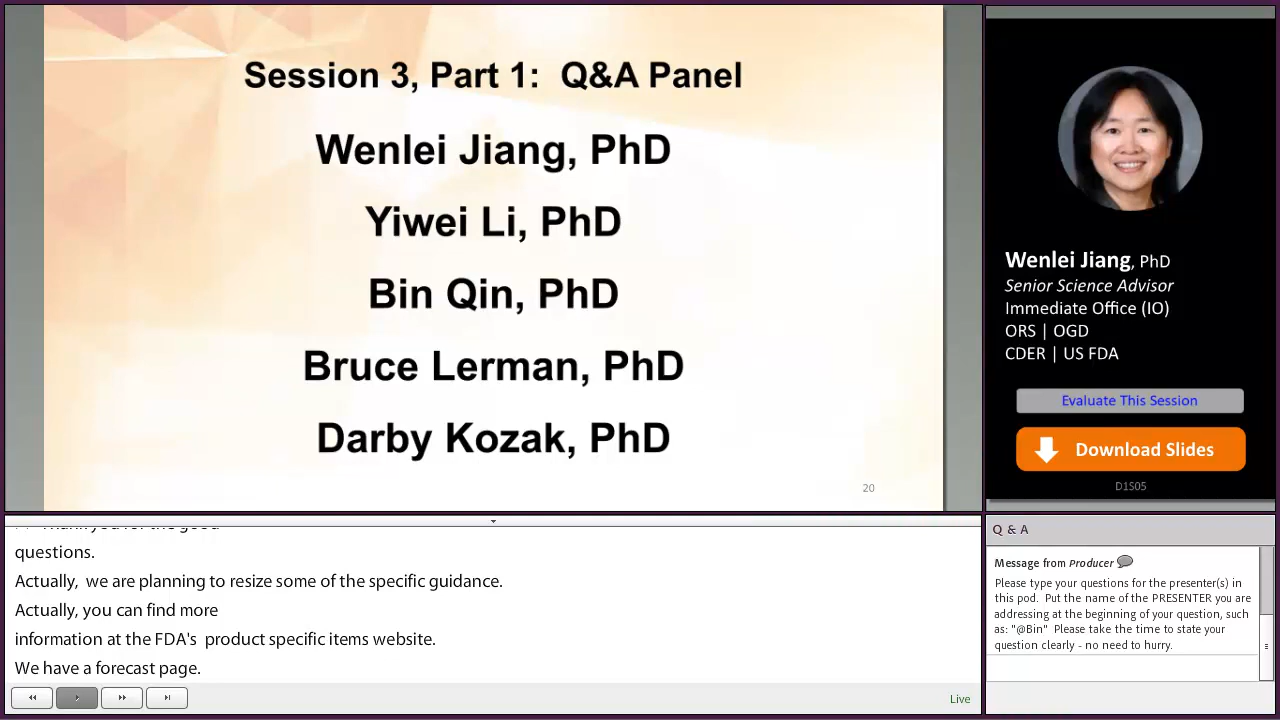 Session 3, Part 1:  Q&A Panel
Wenlei Jiang, PhD
Yiwei Li, PhD
Bin Qin, PhD
Bruce Lerman, PhD
Darby Kozak, PhD
20
Wenlei Jiang, PhD
Senior Science Advisor
Immediate Office (IO)
ORS | OGD
CDER | US FDA
Evaluate This Session
Download Slides
D1S05
questions.
Actually,  we are planning to resize some of the specific guidance.
Actually, you can find more
information at the FDA's  product specific items website.
We have a forecast page.
Live
Q & A
Message from Producer
Please type your questions for the presenter(s) in
this pod.  Put the name of the PRESENTER you are
addressing at the beginning of your question, such
as: "@Bin"  Please take the time to state your
question clearly - no need to hurry.